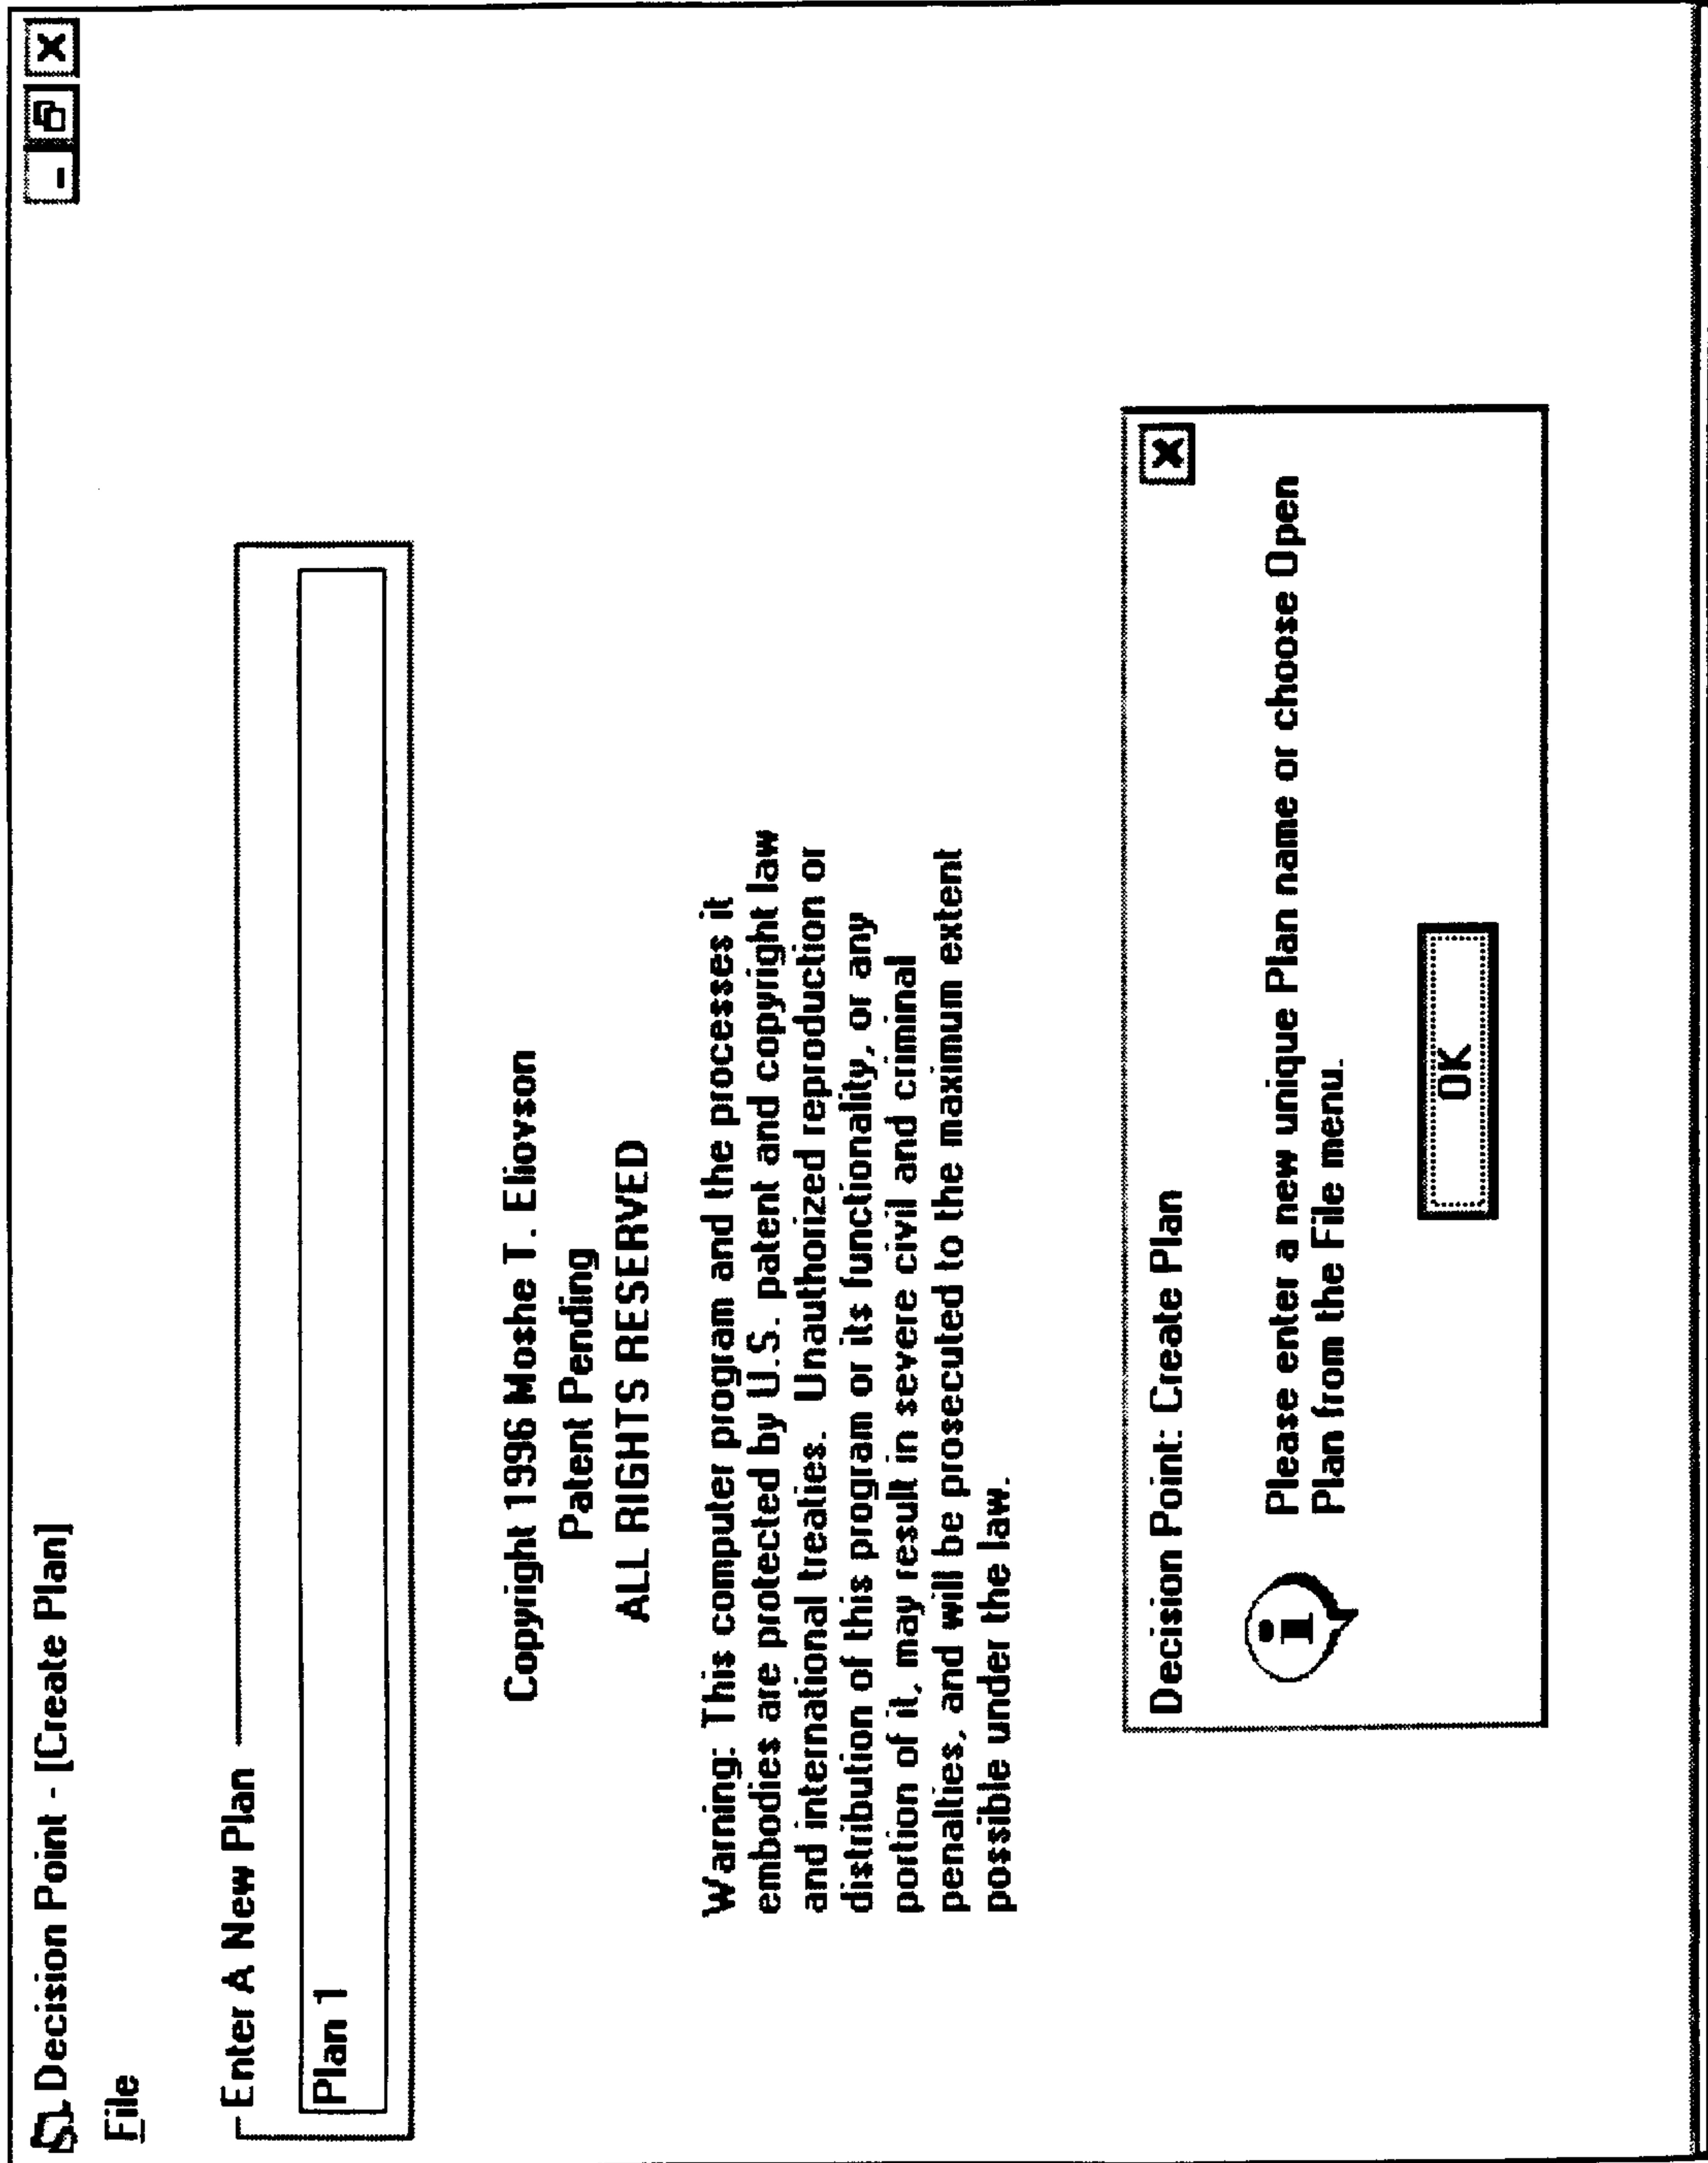 Decision Point - [Create Plan]
File
Enter A New Plan
Plan 1
Copyright 1996 Moshe T. Eliovson
Patent Pending
ALL RIGHTS RESERVED
Warning: This computer program and the processes it
embodies are protected by U.S. patent and copyright law
and international treaties. Unauthorized reproduction or
distribution of this program or its functionality, or any
portion of it, may result in severe civil and criminal
penalties, and will be prosecuted to the maximum extent
possible under the law.
Decision Point: Create Plan
Please enter a new unique Plan name or choose Open
Plan from the File menu.
OK